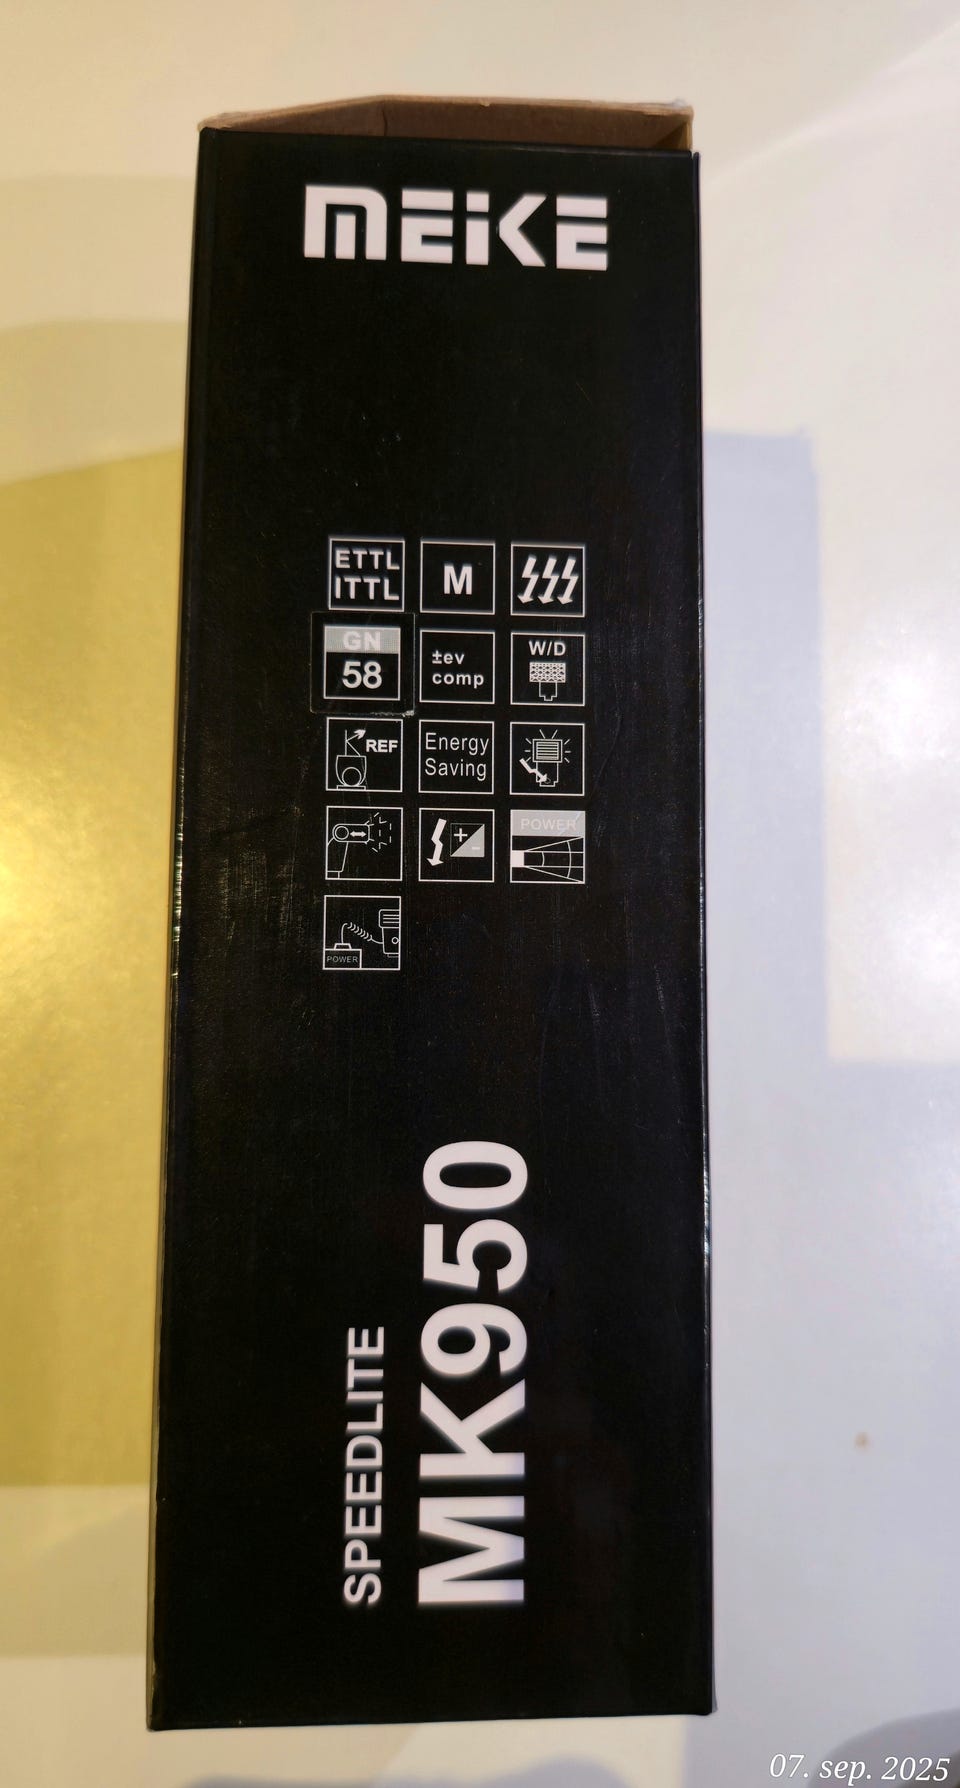 MEIKE
ETTL
ITTL
M
GN
58
±ev
comp
W/D
REF
Energy
Saving
+
-
POWER
POWER
SPEEDLITE
MK950
07. sep. 2025